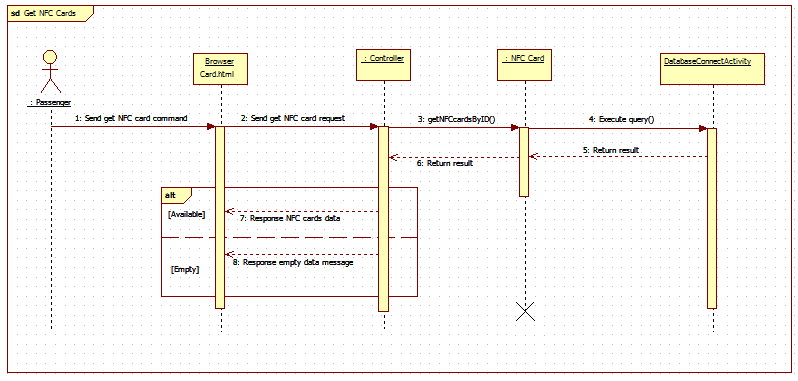 sd Get NFC Cards
Browser
Card.html
: Controller
: NFC Card
DatabaseConnectActivity
: Passenger
1: Send get NFC card command
2: Send get NFC card request
3: getNFCcardsByID()
4: Execute query()
5: Return result
6: Return result
alt
[Available]
7: Response NFC cards data
8: Response empty data message
[Empty]